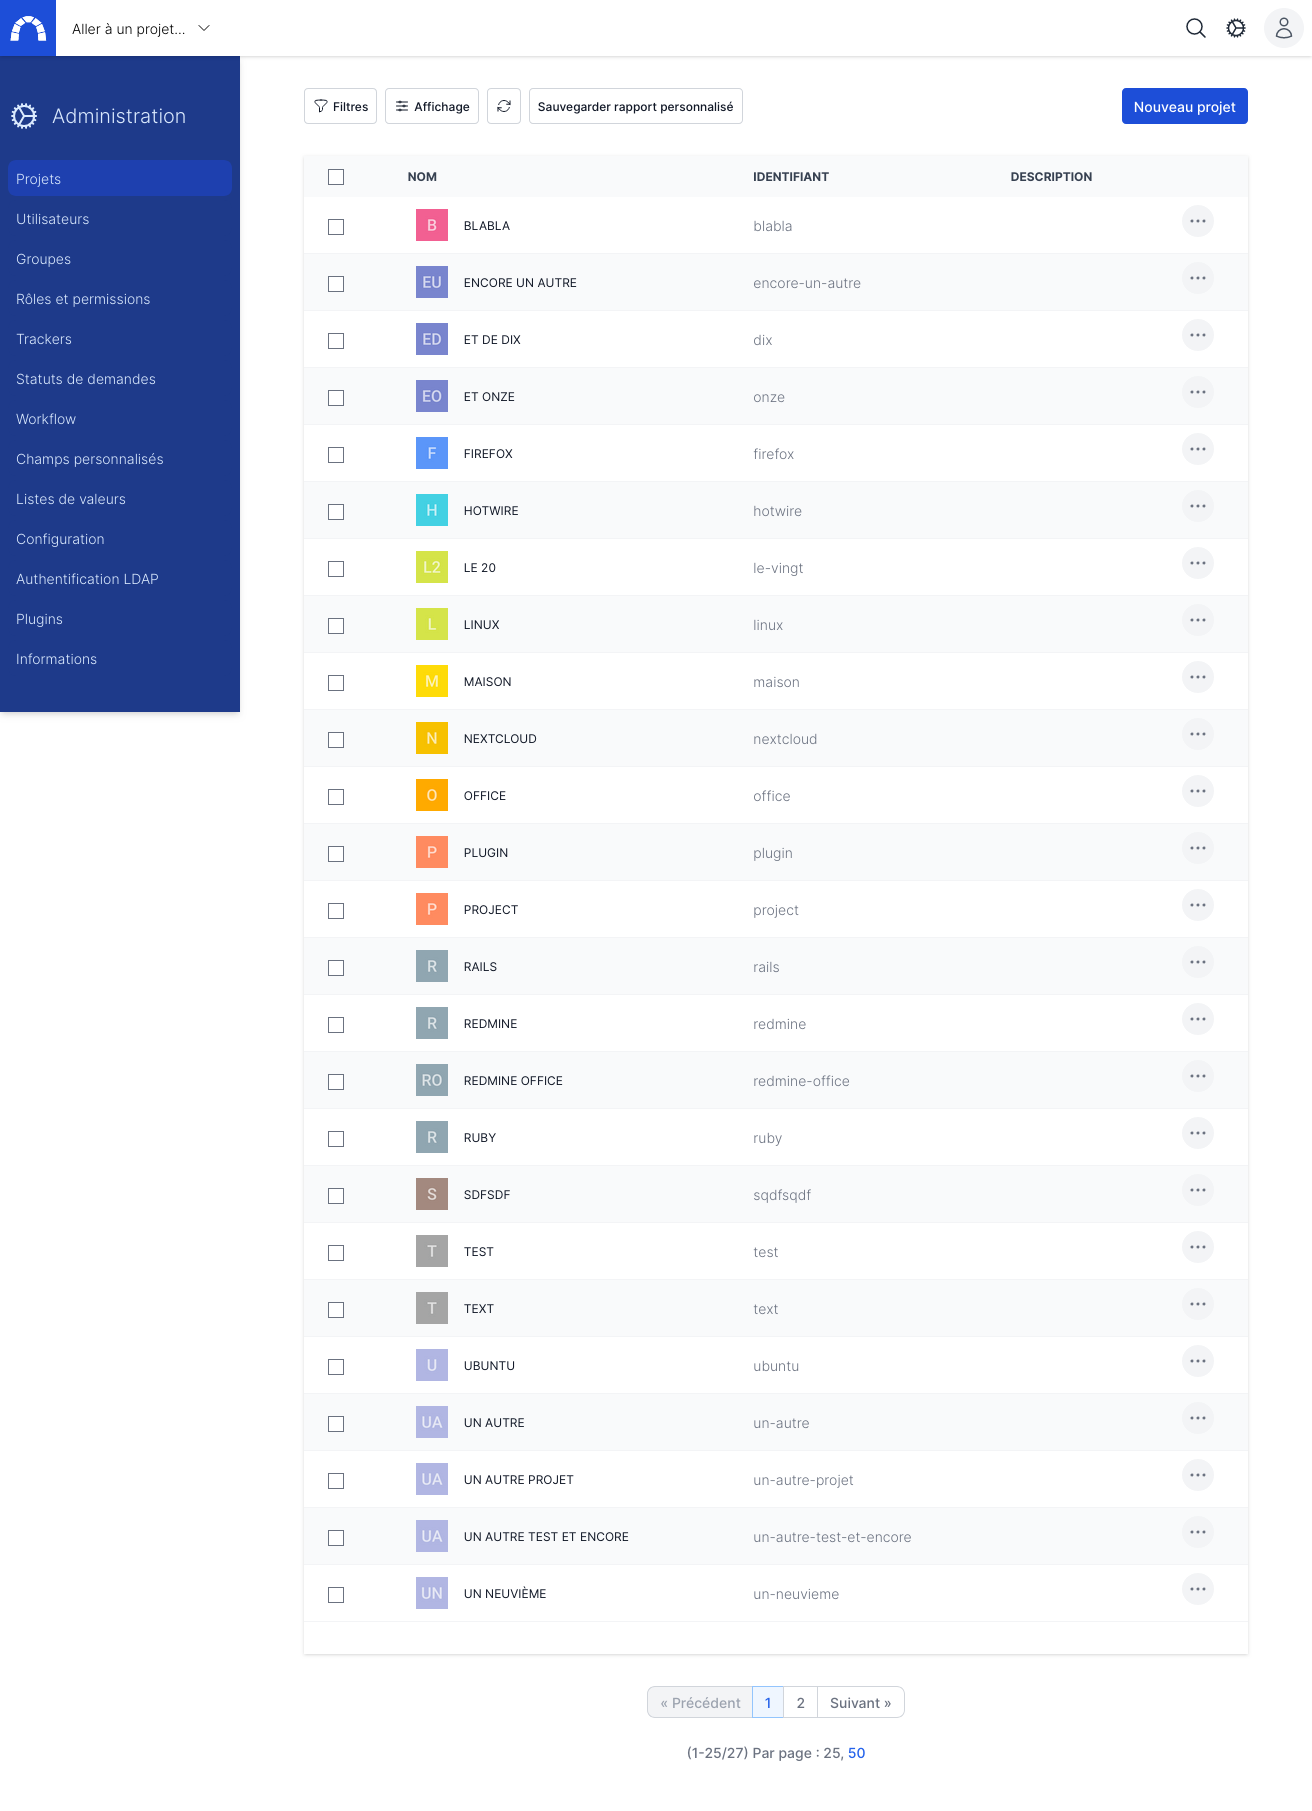 Aller à un projet...
Administration
Projets
Utilisateurs
Groupes
Rôles et permissions
Trackers
Statuts de demandes
Workflow
Champs personnalisés
Listes de valeurs
Configuration
Authentification LDAP
Plugins
Informations
Filtres Affichage Sauvegarder rapport personnalisé Nouveau projet
NOM IDENTIFIANT DESCRIPTION
B BLABLA blabla
EU ENCORE UN AUTRE encore-un-autre
ED ET DE DIX dix
EO ET ONZE onze
F FIREFOX firefox
H HOTWIRE hotwire
L2 LE 20 le-vingt
L LINUX linux
M MAISON maison
N NEXTCLOUD nextcloud
O OFFICE office
P PLUGIN plugin
P PROJECT project
R RAILS rails
R REDMINE redmine
RO REDMINE OFFICE redmine-office
R RUBY ruby
S SDFSDF sqdfsqdf
T TEST test
T TEXT text
U UBUNTU ubuntu
UA UN AUTRE un-autre
UA UN AUTRE PROJET un-autre-projet
UA UN AUTRE TEST ET ENCORE un-autre-test-et-encore
UN UN NEUVIÈME un-neuvieme
« Précédent 1 2 Suivant »
(1-25/27) Par page : 25, 50